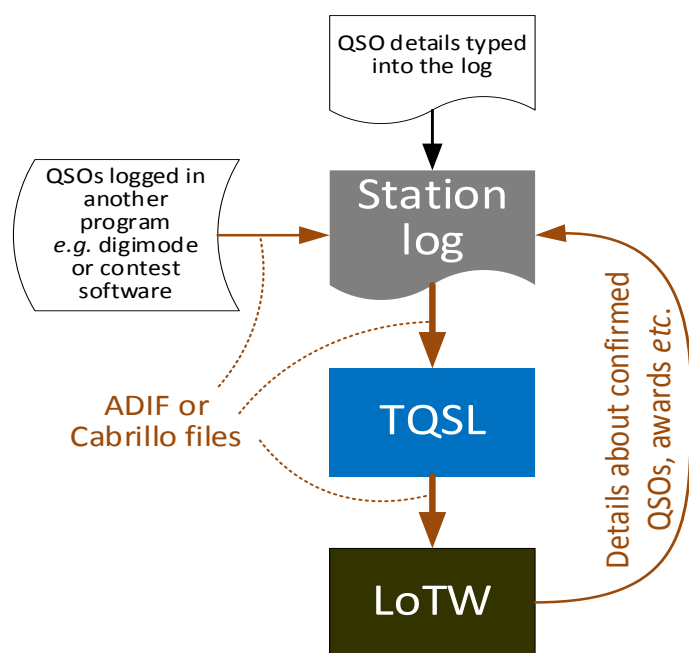 QSO details typed
into the log
QSOs logged in
another
program
e.g. digimode
or contest
software
Station
log
ADIF or
Cabrillo files
TQSL
LoTW
Details about confirmed
QSOs, awards etc.